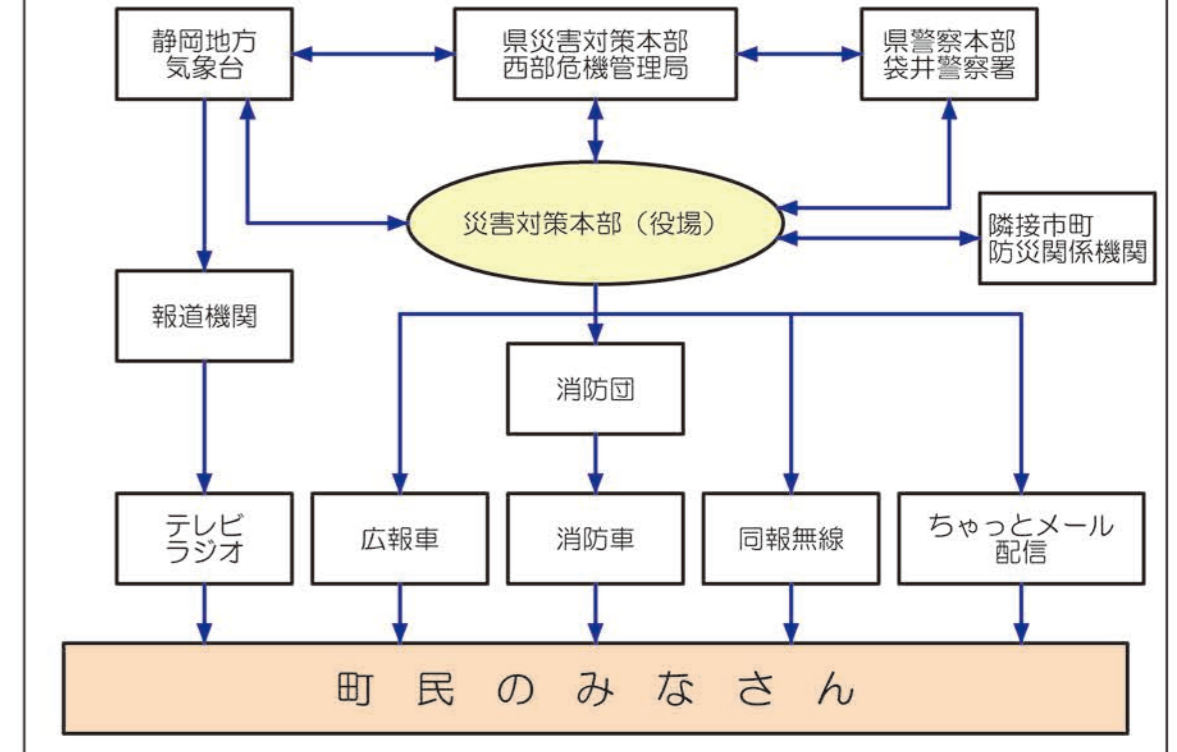 静岡地方
気象台
県災害対策本部
西部危機管理局
県警察本部
袋井警察署
災害対策本部（役場）
隣接市町
防災関係機関
報道機関
消防団
テレビ
ラジオ
広報車
消防車
同報無線
ちゃっとメール
配信
町民のみなさん